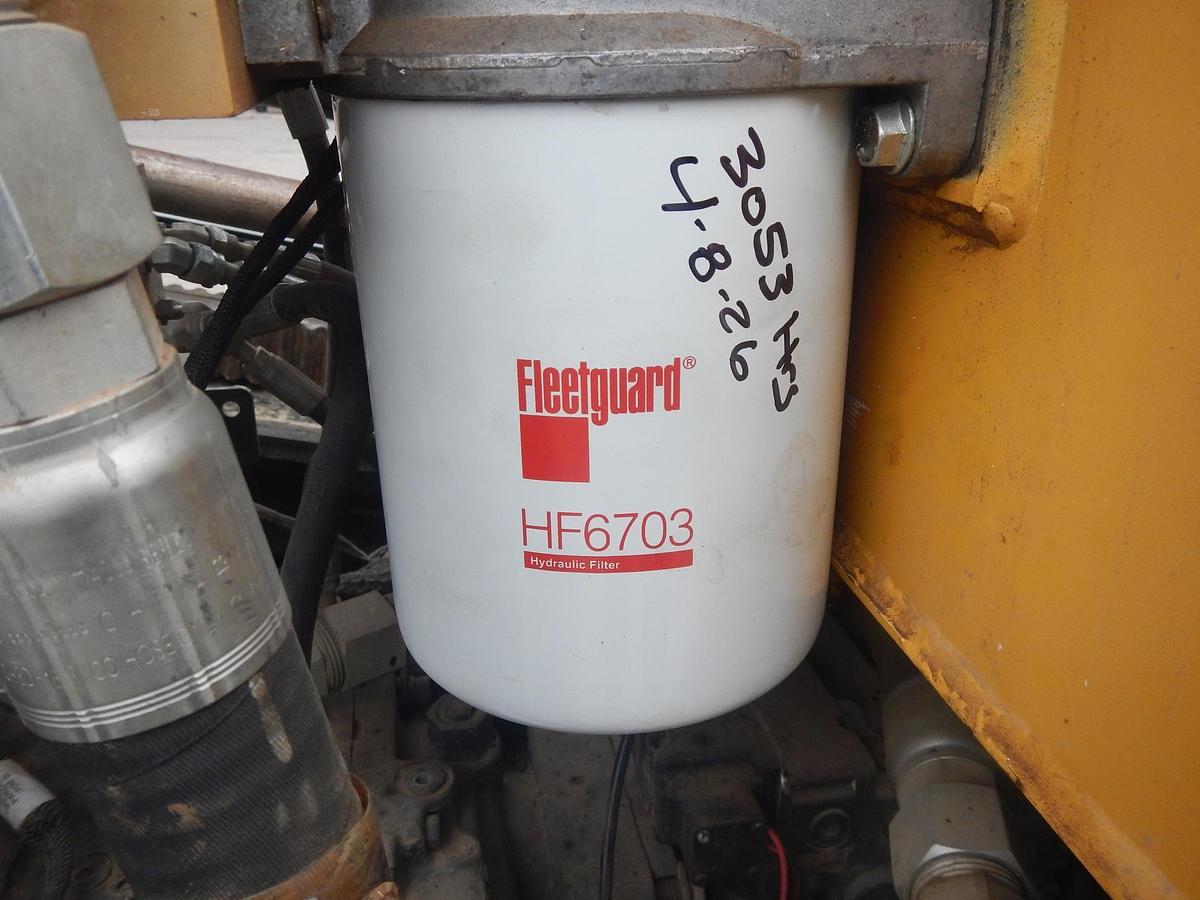 3053 Hrs
4-8-26
Fleetguard®
HF6703
Hydraulic Filter